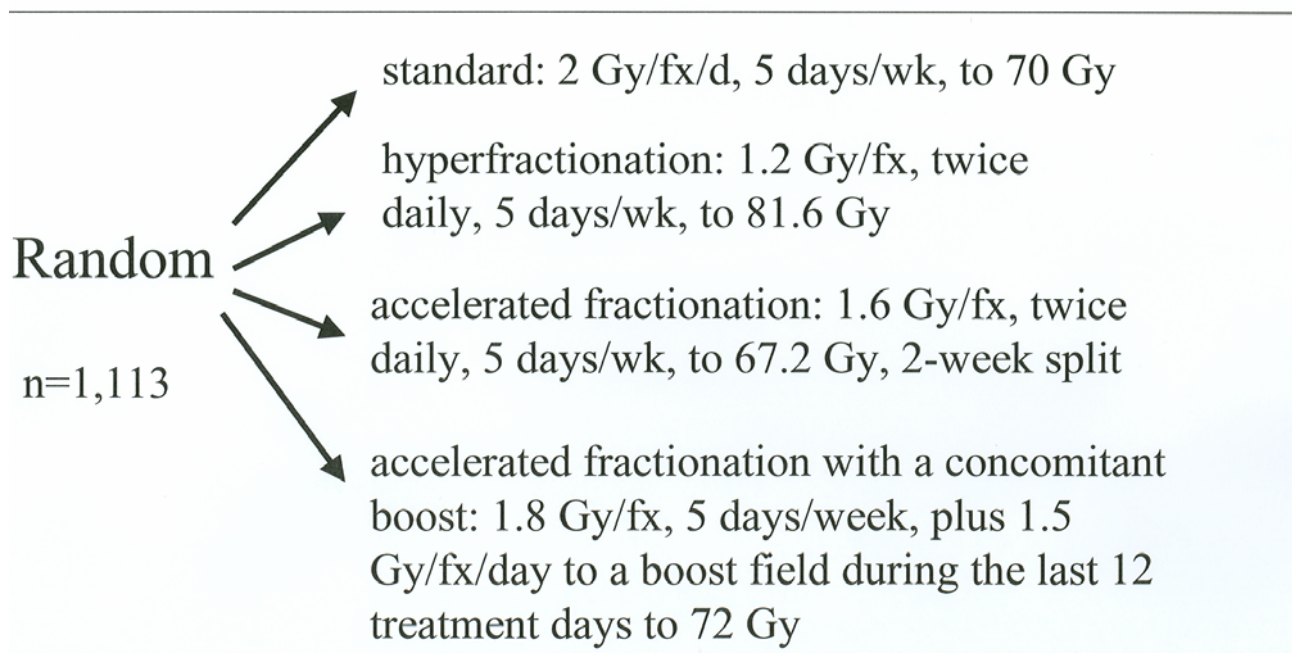 standard: 2 Gy/fx/d, 5 days/wk, to 70 Gy
hyperfractionation: 1.2 Gy/fx, twice
daily, 5 days/wk, to 81.6 Gy
Random
n=1,113
accelerated fractionation: 1.6 Gy/fx, twice
daily, 5 days/wk, to 67.2 Gy, 2-week split
accelerated fractionation with a concomitant
boost: 1.8 Gy/fx, 5 days/week, plus 1.5
Gy/fx/day to a boost field during the last 12
treatment days to 72 Gy